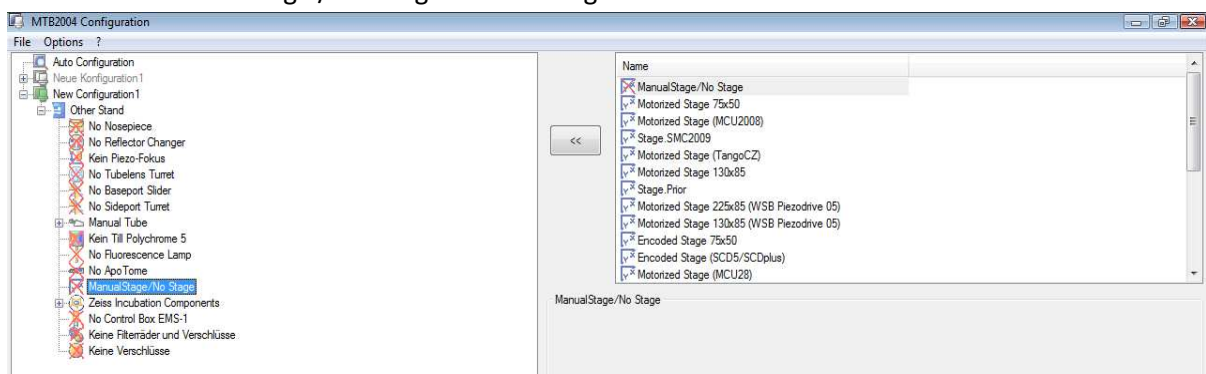 MTB2004 Configuration
File Options ?
Auto Configuration
Neue Konfiguration1
New Configuration1
Other Stand
No Nosepiece
No Reflector Changer
Kein Piezo-Fokus
No Tubelens Turret
No Baseport Slider
No Sideport Turret
Manual Tube
Kein Till Polychrome 5
No Fluorescence Lamp
No ApoTome
ManualStage/No Stage
Zeiss Incubation Components
No Control Box EMS-1
Keine Filterräder und Verschlüsse
Keine Verschlüsse
<<
Name
ManualStage/No Stage
Motorized Stage 75x50
Motorized Stage (MCU2008)
Stage.SMC2009
Motorized Stage (TangoCZ)
Motorized Stage 130x85
Stage.Prior
Motorized Stage 225x85 (WSB Piezodrive 05)
Motorized Stage 130x85 (WSB Piezodrive 05)
Encoded Stage 75x50
Encoded Stage (SCD5/SCDplus)
Motorized Stage (MCU28)
ManualStage/No Stage